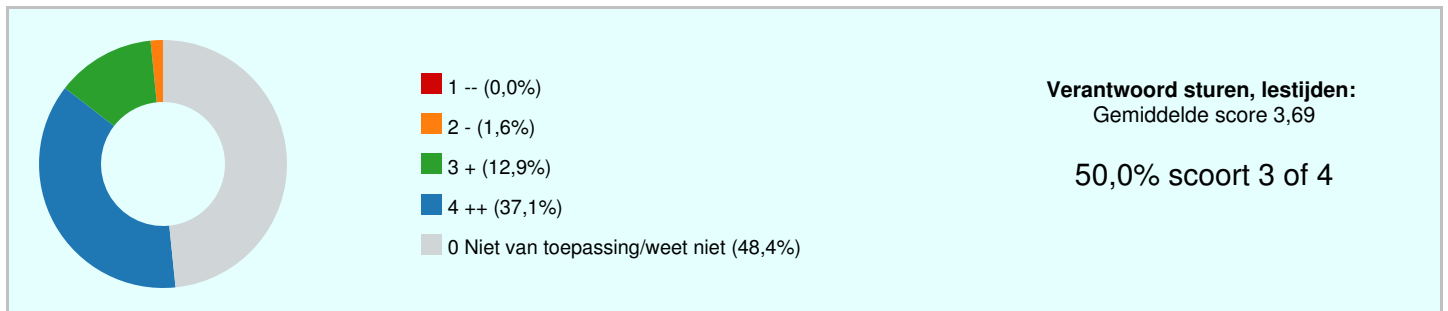 1 -- (0,0%)
2 - (1,6%)
3 + (12,9%)
4 ++ (37,1%)
0 Niet van toepassing/weet niet (48,4%)
Verantwoord sturen, lestijden:
Gemiddelde score 3,69
50,0% scoort 3 of 4